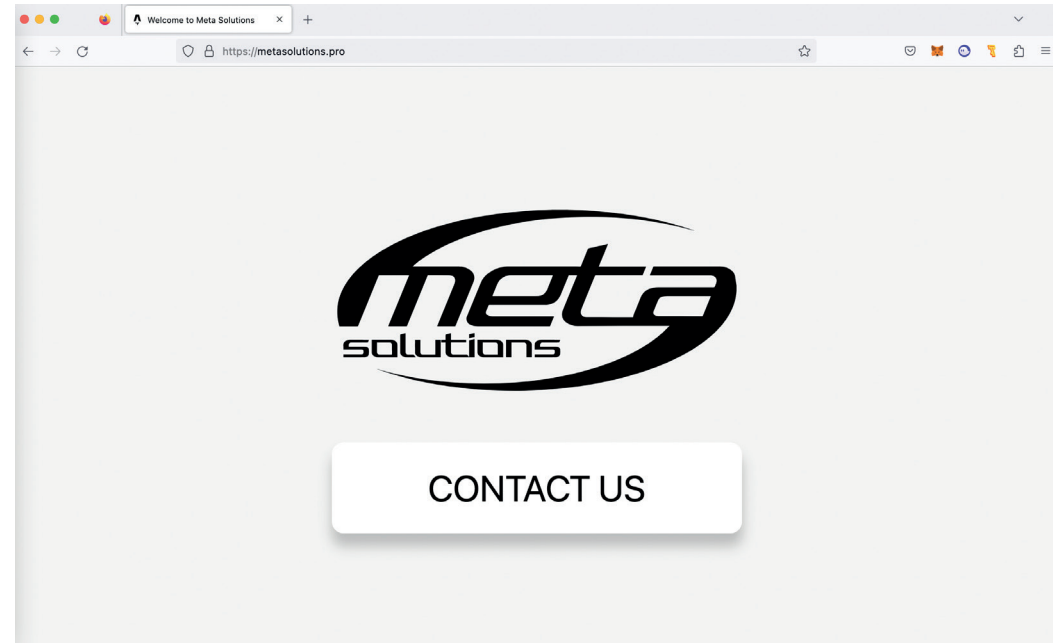 Welcome to Meta Solutions
https://metasolutions.pro
meta
solutions
CONTACT US